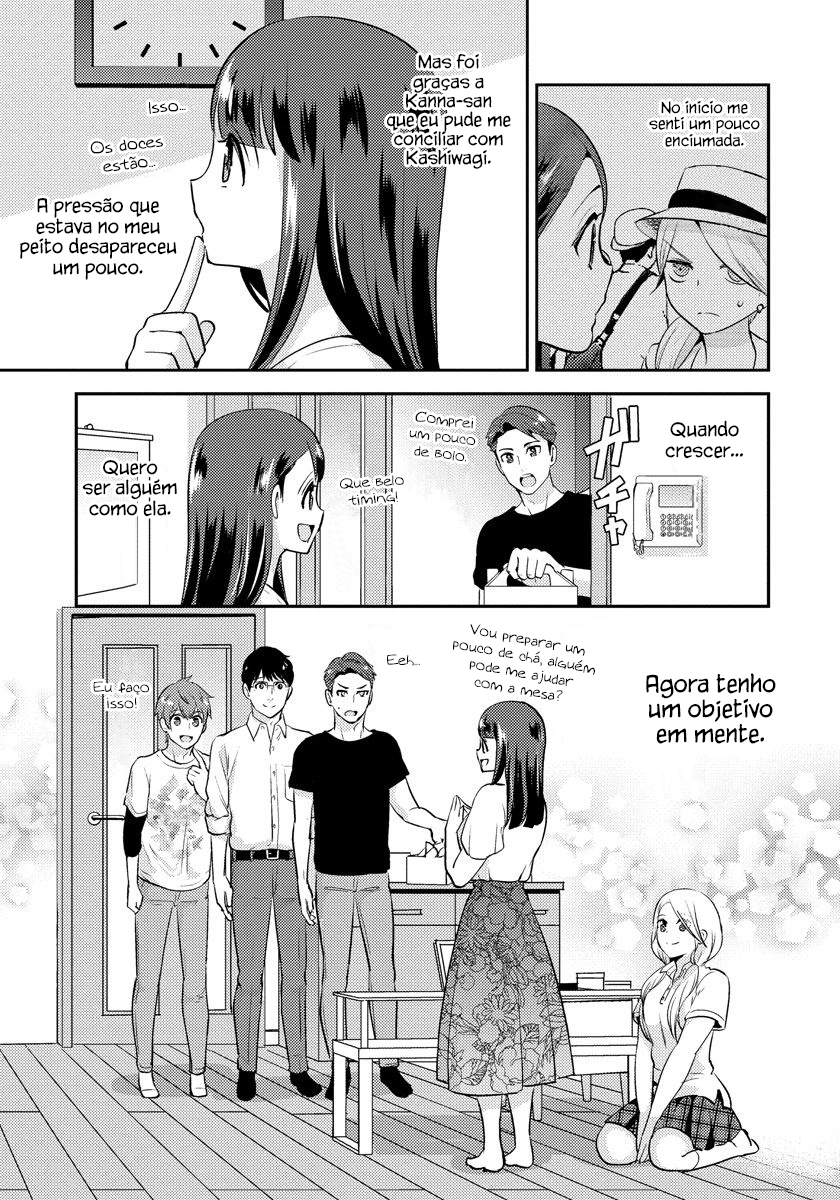 No início me
senti um pouco
enciumada.
Mas foi
graças a
Kanna-san
que eu pude me
conciliar com
Kashiwagi.
Isso...
Os doces
estão...
A pressão que
estava no meu
peito desapareceu
um pouco.
Quando
crescer...
ガチャ
Comprei
um pouco
de bolo.
Que belo
timing!
Quero
ser alguém
como ela.
Agora tenho
um objetivo
em mente.
Vou preparar um
pouco de chá, alguém
pode me ajudar
com a mesa?
Eeh...
Eu faço
isso!